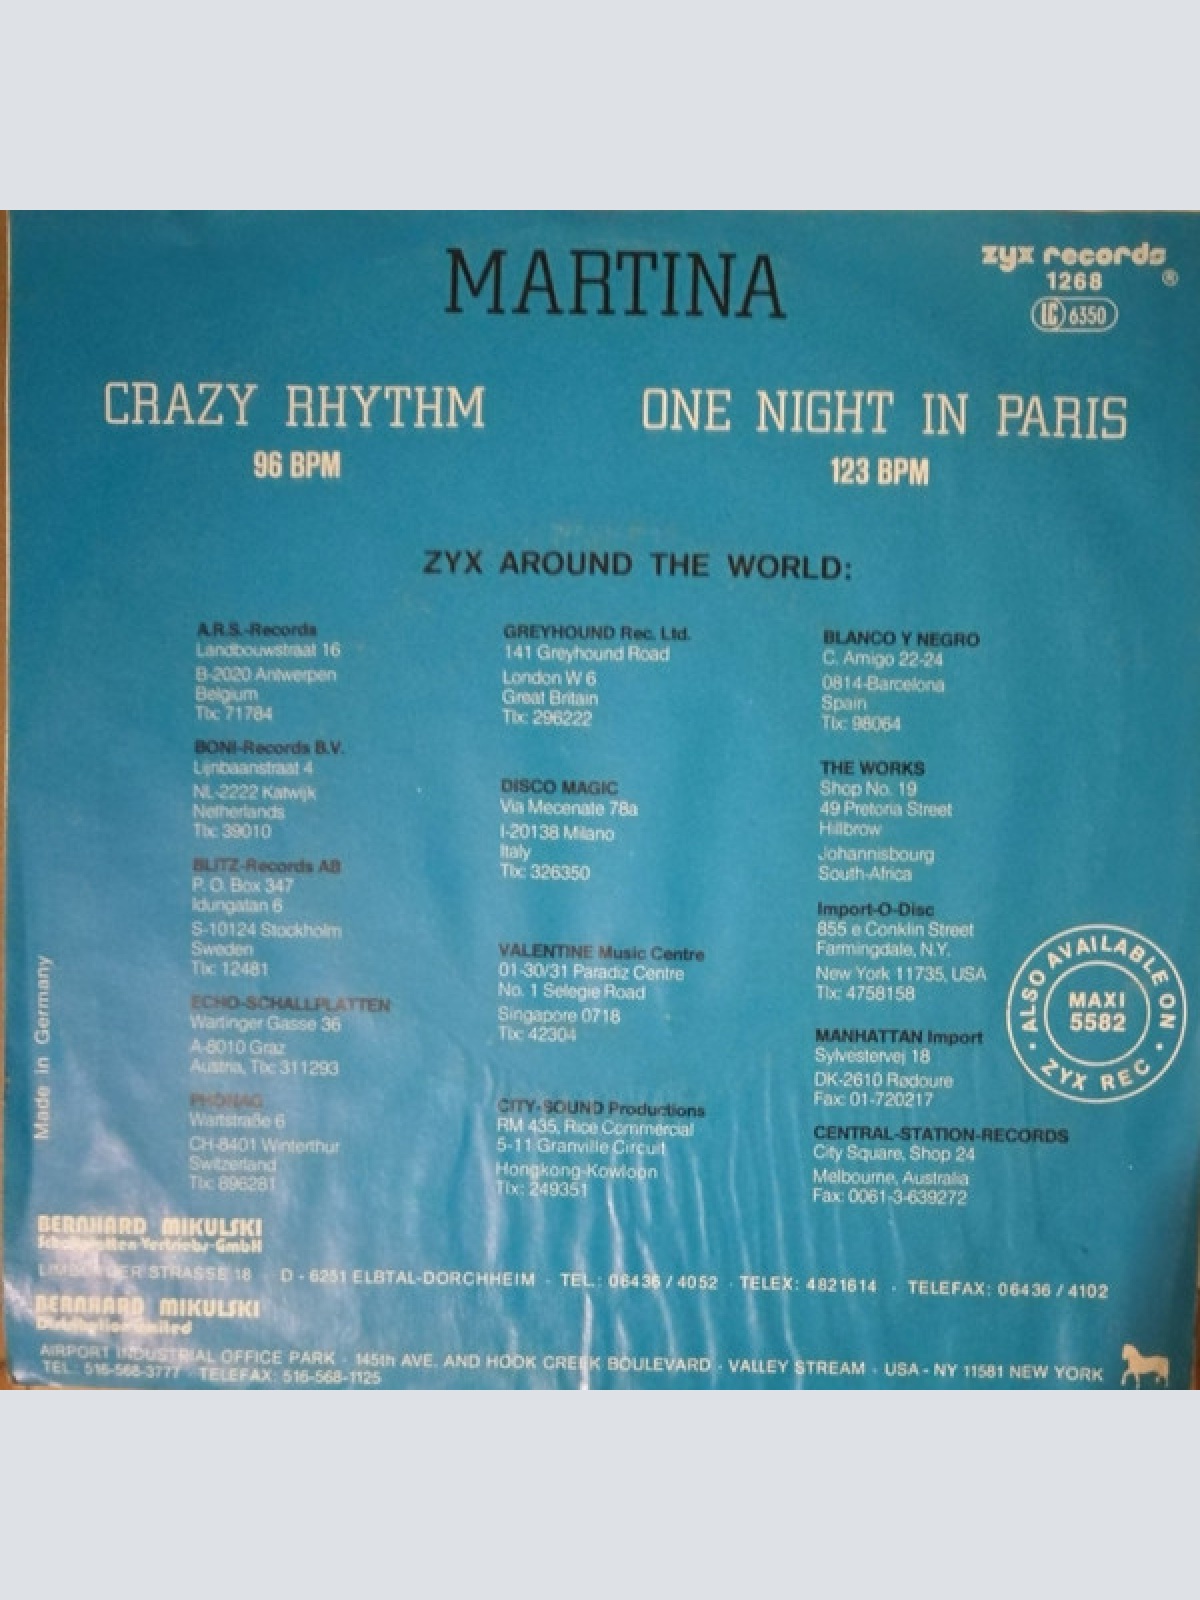 MARTINA
zyx records
1268
®
LC 6350
CRAZY RHYTHM
96 BPM
ONE NIGHT IN PARIS
123 BPM
ZYX AROUND THE WORLD:
A.R.S.-Records
Landbouwstraat 16
B-2020 Antwerpen
Belgium
Tlx: 71784
BONI-Records B.V.
Lijnbaanstraat 4
NL-2222 Katwijk
Netherlands
Tlx: 39010
BLITZ-Records AB
P. O. Box 347
Idungatan 6
S-10124 Stockholm
Sweden
Tlx: 12481
ECHO-SCHALLPLATTEN
Wartinger Gasse 36
A-8010 Graz
Austria, Tlx: 311293
PHONAG
Wartstraße 6
CH-8401 Winterthur
Switzerland
Tlx: 896281
GREYHOUND Rec. Ltd.
141 Greyhound Road
London W 6
Great Britain
Tlx: 296222
DISCO MAGIC
Via Mecenate 78a
I-20138 Milano
Italy
Tlx: 326350
VALENTINE Music Centre
01-30/31 Paradiz Centre
No. 1 Selegie Road
Singapore 0718
Tlx: 42304
CITY-SOUND Productions
RM 435, Rice Commercial
5-11 Granville Circuit
Hongkong-Kowloon
Tlx: 249351
BLANCO Y NEGRO
C. Amigo 22-24
0814-Barcelona
Spain
Tlx: 98064
THE WORKS
Shop No. 19
49 Pretoria Street
Hillbrow
Johannisbourg
South-Africa
Import-O-Disc
855 e Conklin Street
Farmingdale, N.Y.
New York 11735, USA
Tlx: 4758158
MANHATTAN Import
Sylvestervej 18
DK-2610 Rødoure
Fax: 01-720217
CENTRAL-STATION-RECORDS
City Square, Shop 24
Melbourne, Australia
Fax: 0061-3-639272
• ALSO AVAILABLE ON •
MAXI
5582
ZYX REC
Made in Germany
BERNHARD MIKULSKI
Schallplatten Vertriebs-GmbH
LIMBURGER STRASSE 18 D - 6251 ELBTAL-DORCHHEIM · TEL.: 06436 / 4052 · TELEX: 4821614 · TELEFAX: 06436 / 4102
BERNHARD MIKULSKI
Distribution Limited
AIRPORT INDUSTRIAL OFFICE PARK · 145th AVE. AND HOOK CREEK BOULEVARD · VALLEY STREAM · USA - NY 11581 NEW YORK
TEL.: 516-568-3777 · TELEFAX: 516-568-1125